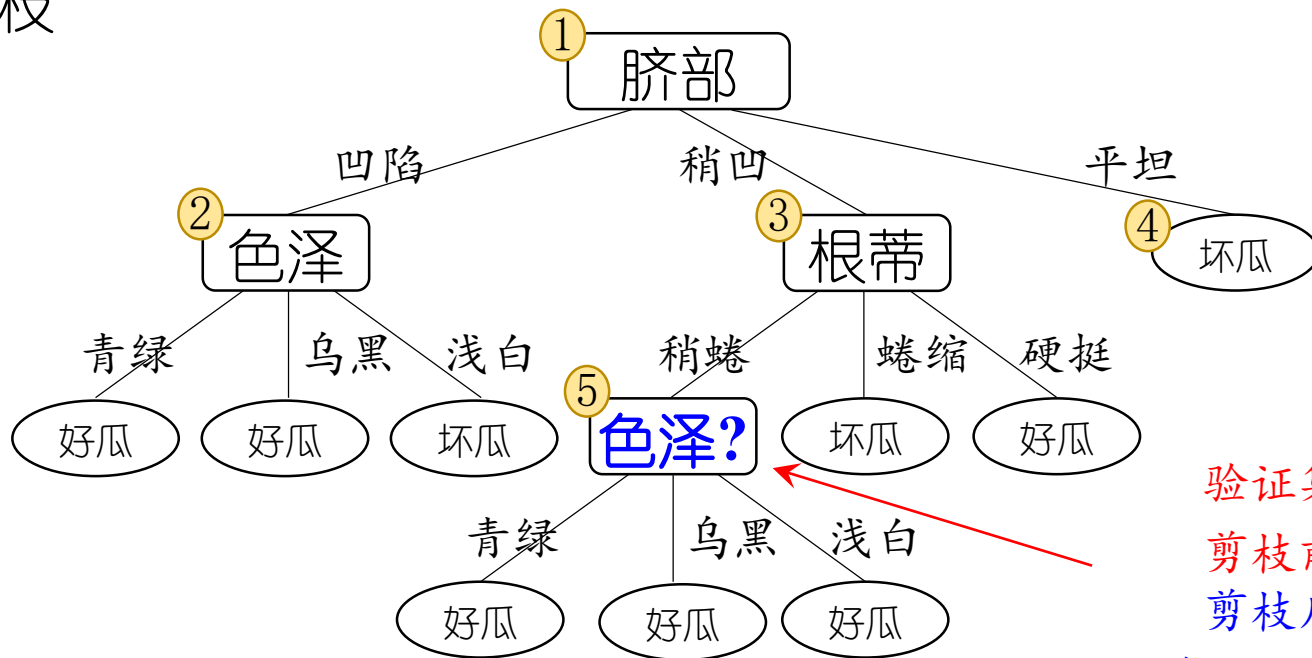 枝
① 脐部
凹陷 稍凹 平坦
② 色泽 ③ 根蒂 ④ 坏瓜
青绿 乌黑 浅白 稍蜷 蜷缩 硬挺
好瓜 好瓜 坏瓜 ⑤ 色泽? 坏瓜 好瓜
验证集
青绿 乌黑 浅白 剪枝前
好瓜 好瓜 好瓜 剪枝后